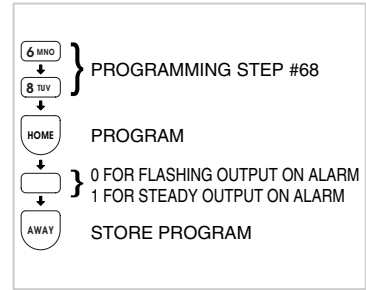 6 MNO
8 TUV
PROGRAMMING STEP #68
HOME
PROGRAM
0 FOR FLASHING OUTPUT ON ALARM
1 FOR STEADY OUTPUT ON ALARM
AWAY
STORE PROGRAM